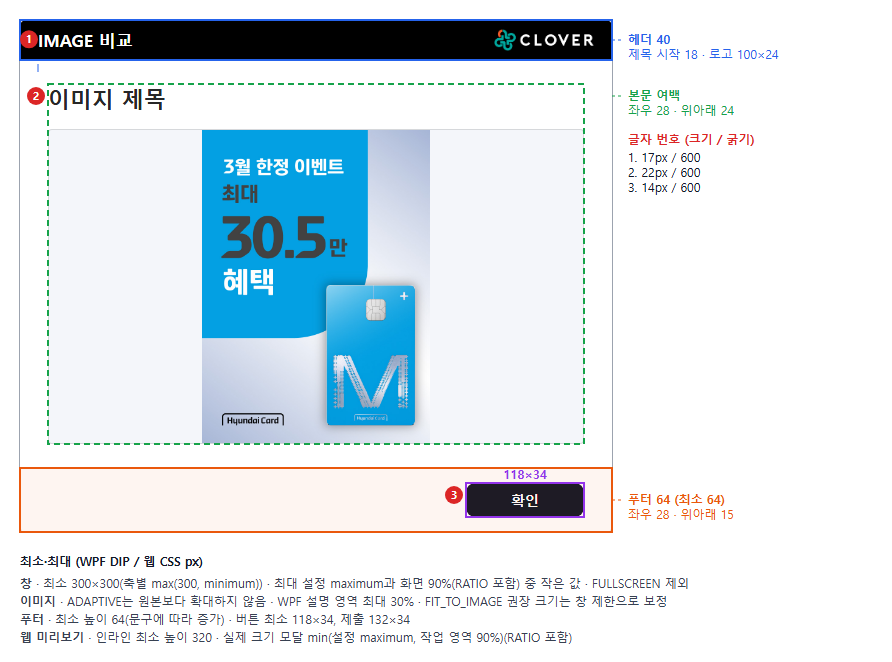 1 IMAGE 비교
CLOVER
헤더 40
제목 시작 18 · 로고 100×24
2 이미지 제목
본문 여백
좌우 28 · 위아래 24
글자 번호 (크기 / 굵기)
1. 17px / 600
2. 22px / 600
3. 14px / 600
3월 한정 이벤트
최대
30.5만
혜택
M
Hyundai Card
Hyundai Card
118×34
3 확인
푸터 64 (최소 64)
좌우 28 · 위아래 15
최소·최대 (WPF DIP / 웹 CSS px)
창 · 최소 300×300(축별 max(300, minimum)) · 최대 설정 maximum과 화면 90%(RATIO 포함) 중 작은 값 · FULLSCREEN 제외
이미지 · ADAPTIVE는 원본보다 확대하지 않음 · WPF 설명 영역 최대 30% · FIT_TO_IMAGE 권장 크기는 창 제한으로 보정
푸터 · 최소 높이 64(문구에 따라 증가) · 버튼 최소 118×34, 제출 132×34
웹 미리보기 · 인라인 최소 높이 320 · 실제 크기 모달 min(설정 maximum, 작업 영역 90%)(RATIO 포함)